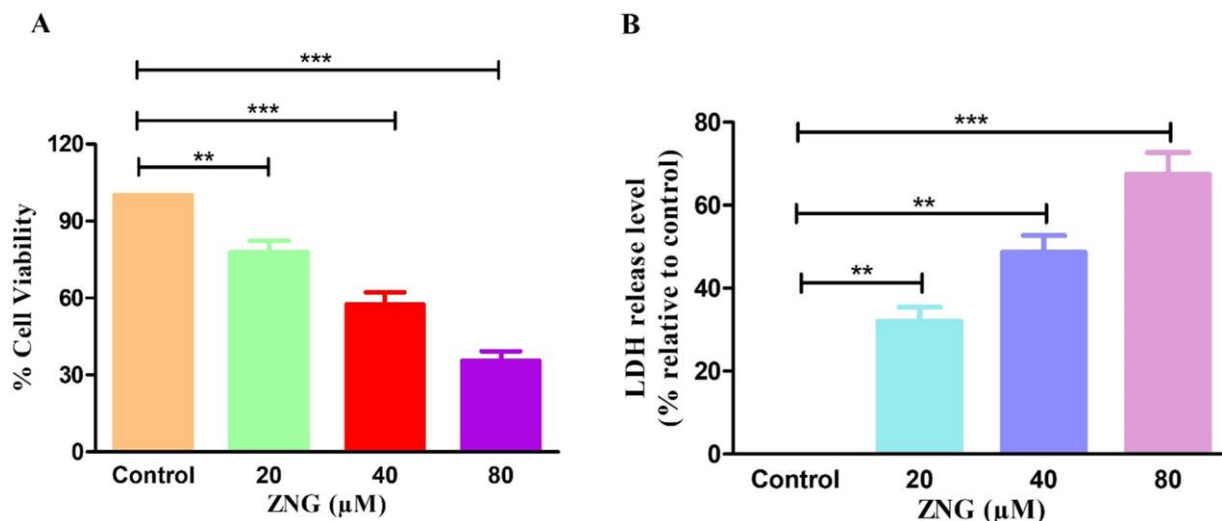 A
***
***
**
120
90
60
30
0
% Cell Viability
Control 20 40 80
ZNG (µM)
B
***
**
**
80
60
40
20
0
LDH release level
(% relative to control)
Control 20 40 80
ZNG (µM)